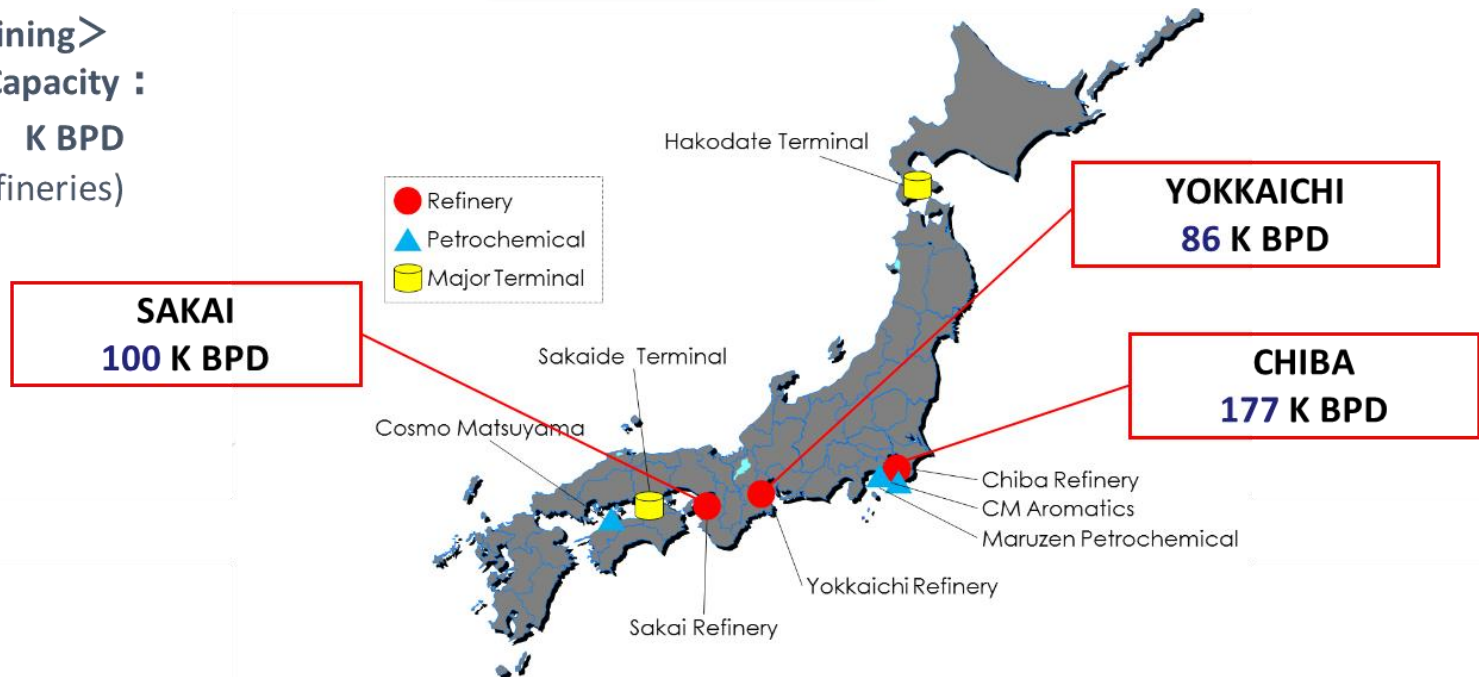 ining＞
Capacity：
K BPD
fineries)
Hakodate Terminal
Refinery
Petrochemical
Major Terminal
YOKKAICHI
86 K BPD
SAKAI
100 K BPD
Sakaide Terminal
CHIBA
177 K BPD
Cosmo Matsuyama
Chiba Refinery
CM Aromatics
Maruzen Petrochemical
Yokkaichi Refinery
Sakai Refinery